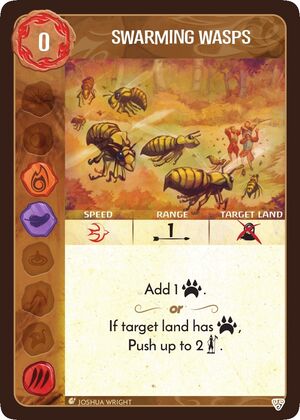 0
SWARMING WASPS
SPEED
RANGE
TARGET LAND
1
Add 1 .
or
If target land has ,
Push up to 2 .
JOSHUA WRIGHT